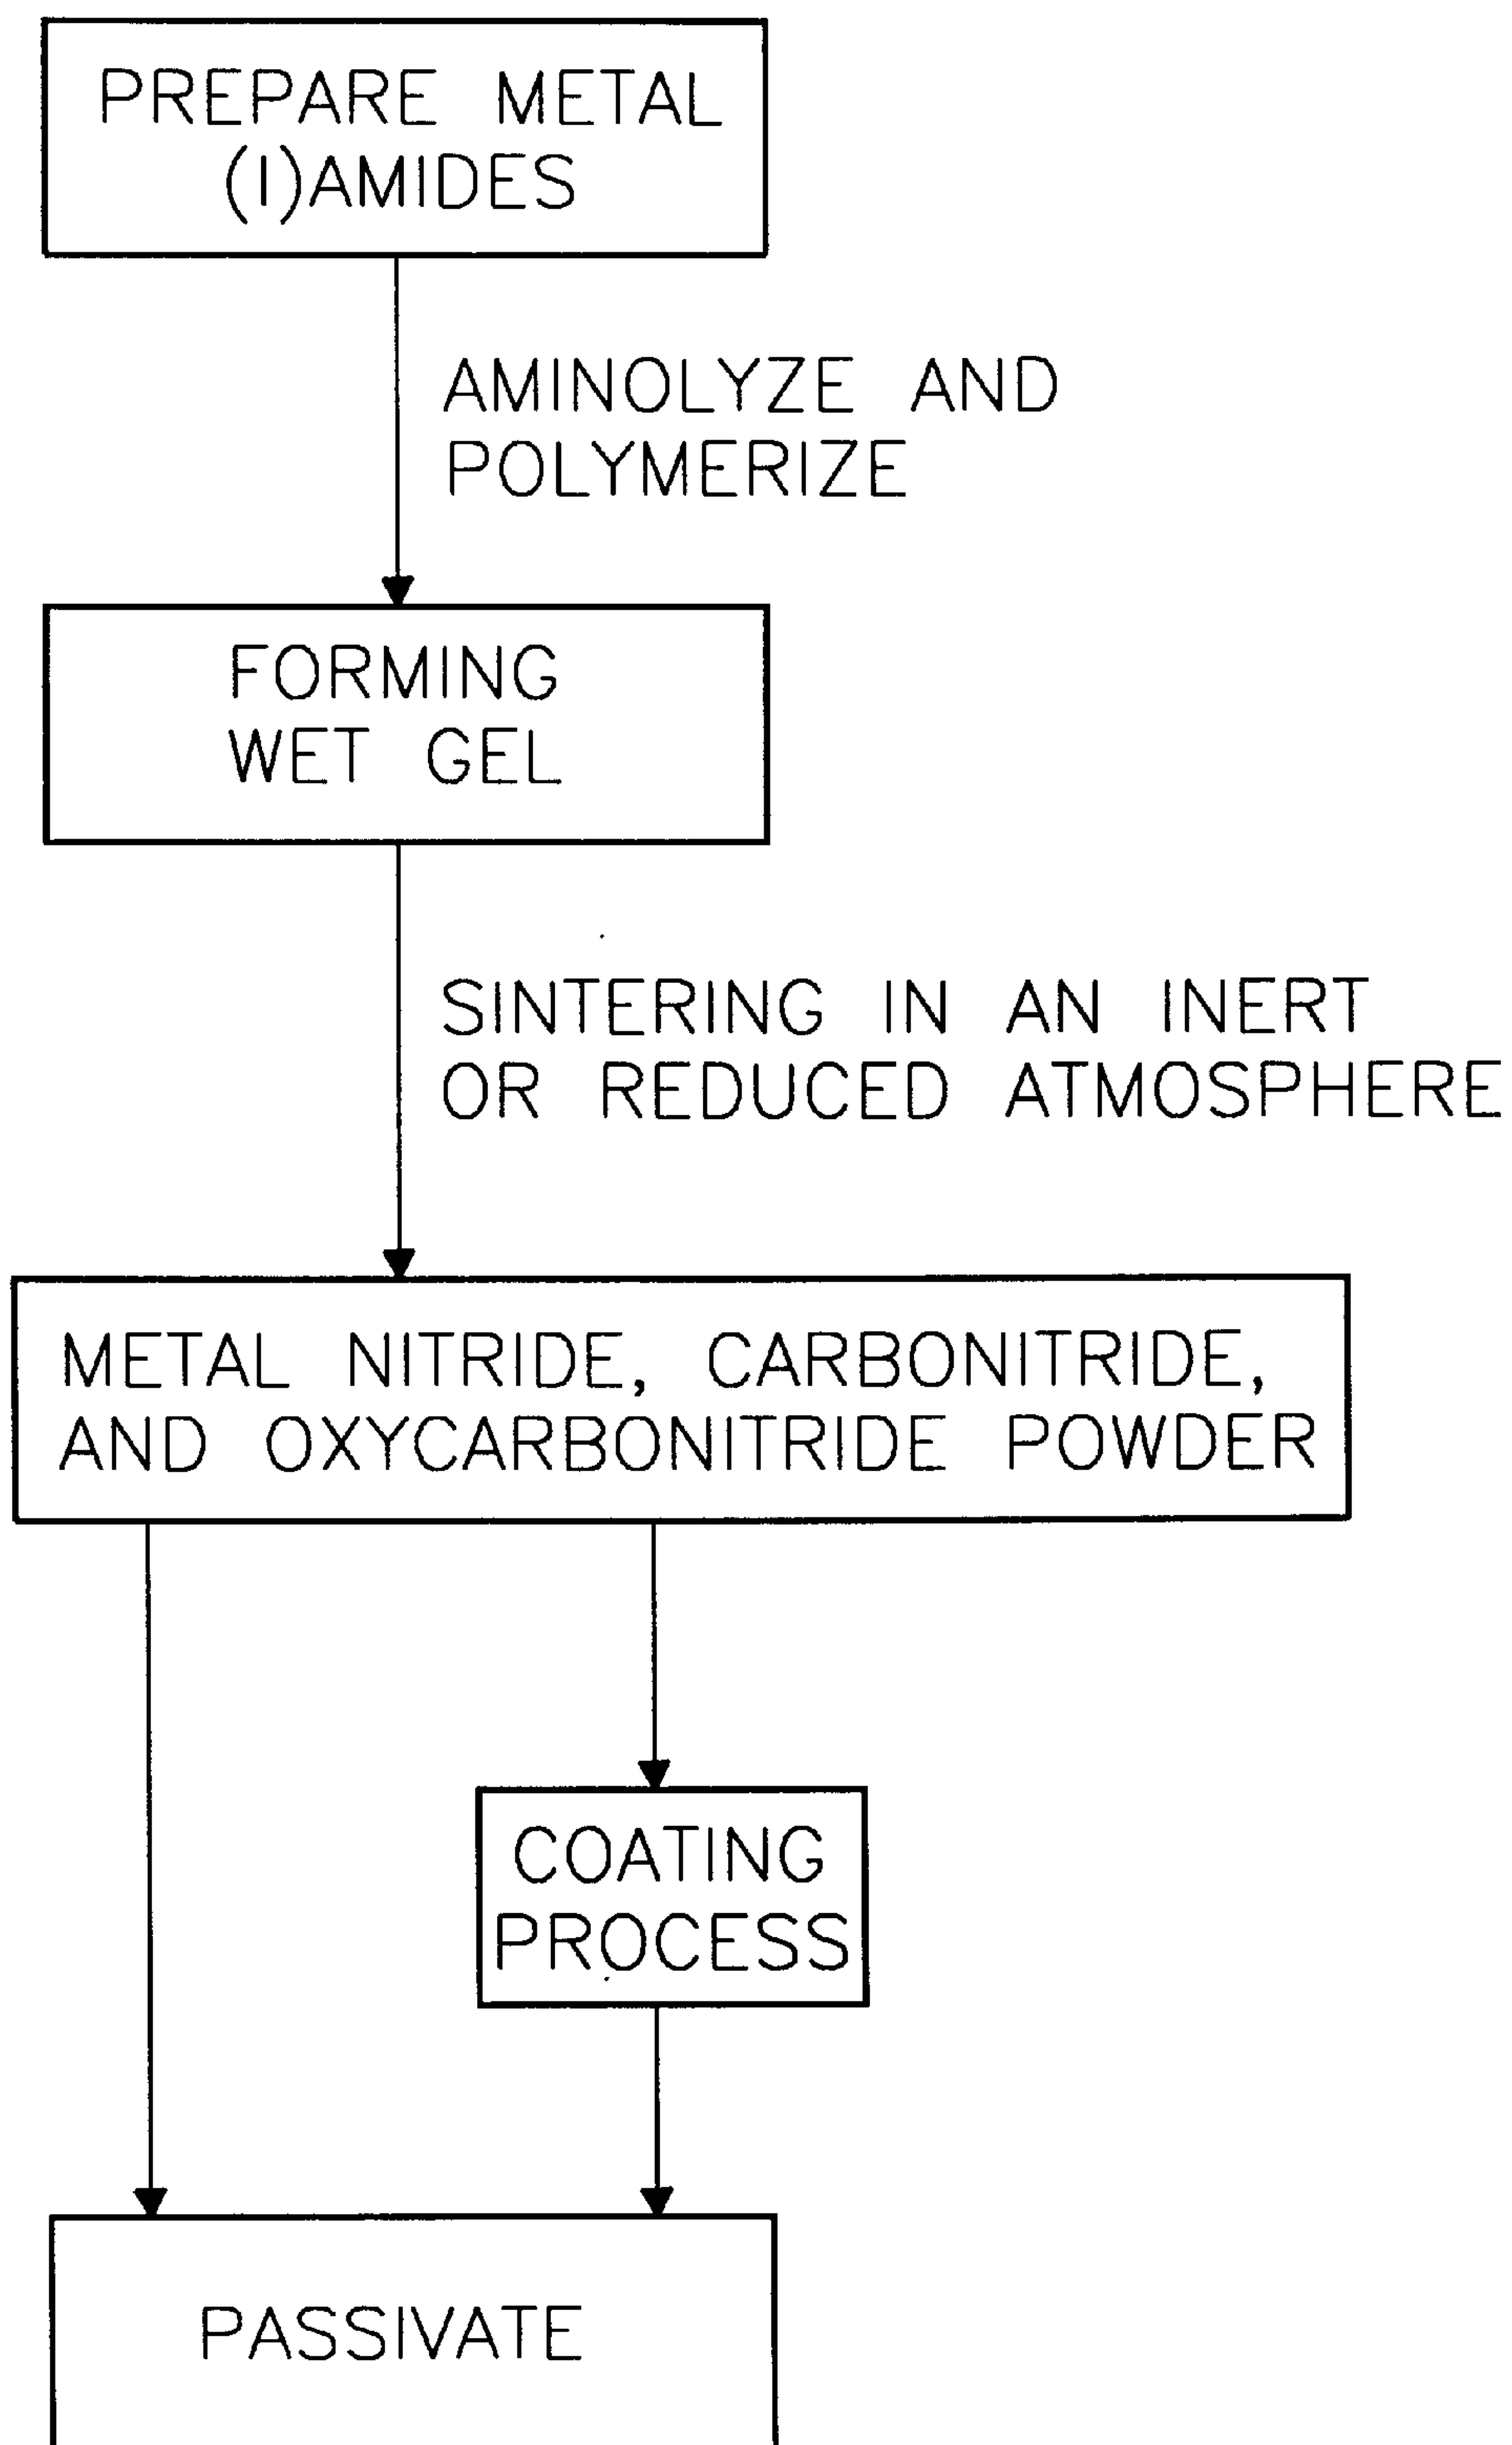 PREPARE METAL
(I)AMIDES
AMINOLYZE AND
POLYMERIZE
FORMING
WET GEL
SINTERING IN AN INERT
OR REDUCED ATMOSPHERE
METAL NITRIDE, CARBONITRIDE,
AND OXYCARBONITRIDE POWDER
COATING
PROCESS
PASSIVATE